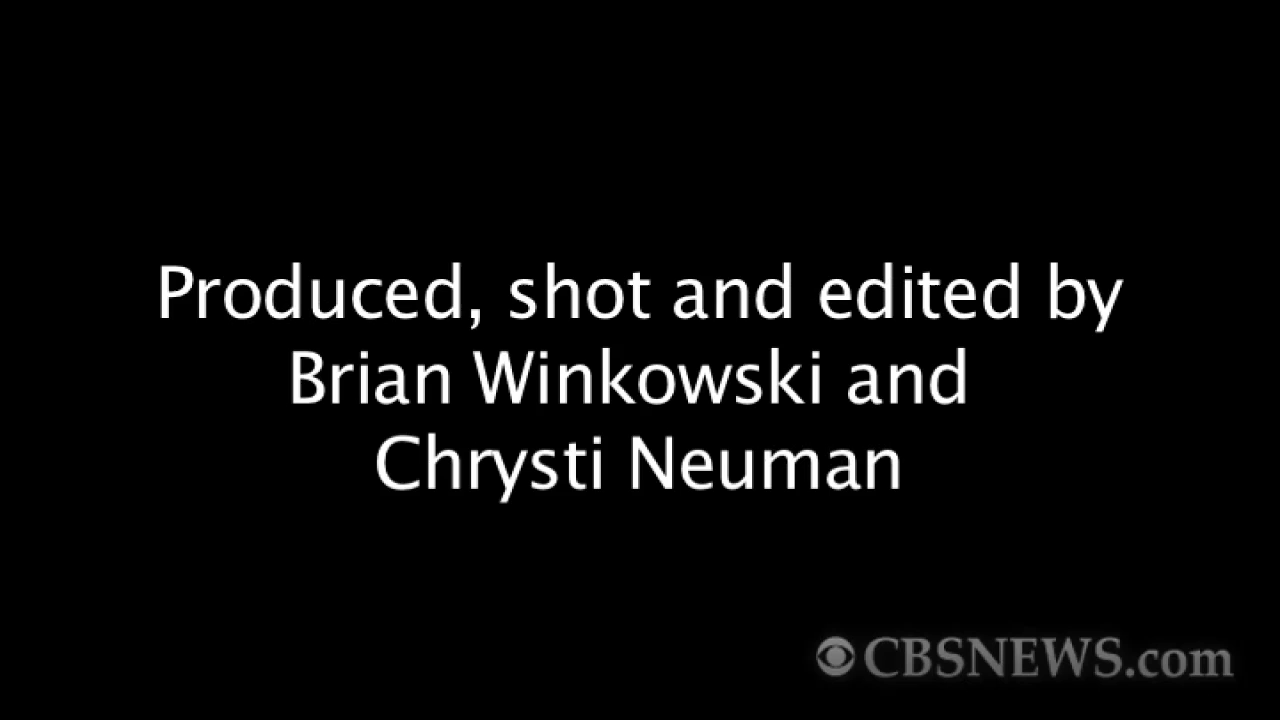 Produced, shot and edited by
Brian Winkowski and
Chrysti Neuman
CBSNEWS.com